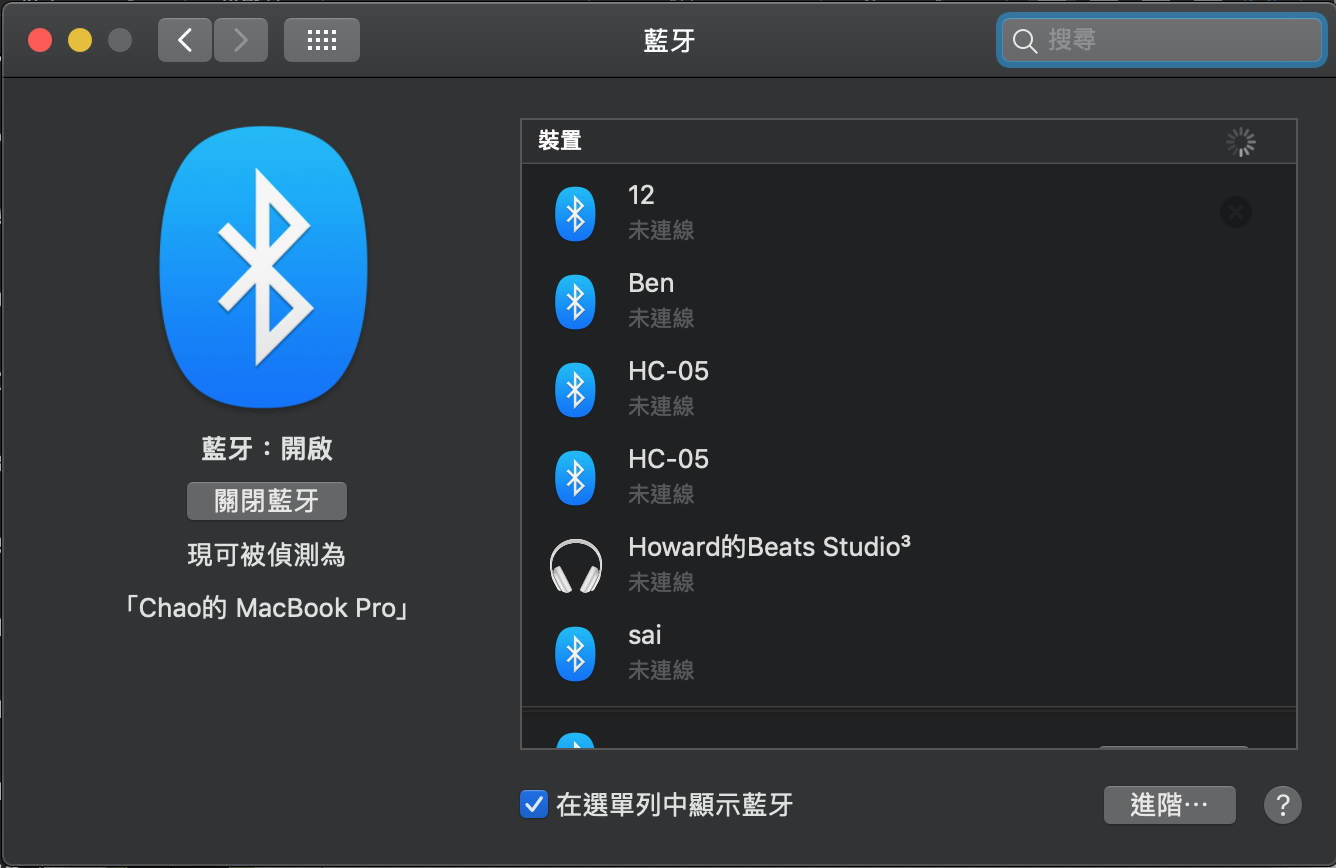 藍牙
搜尋
裝置
12
未連線
Ben
未連線
HC-05
未連線
HC-05
未連線
Howard的Beats Studio³
未連線
sai
未連線
藍牙：開啟
關閉藍牙
現可被偵測為
「Chao的 MacBook Pro」
在選單列中顯示藍牙
進階⋯
?